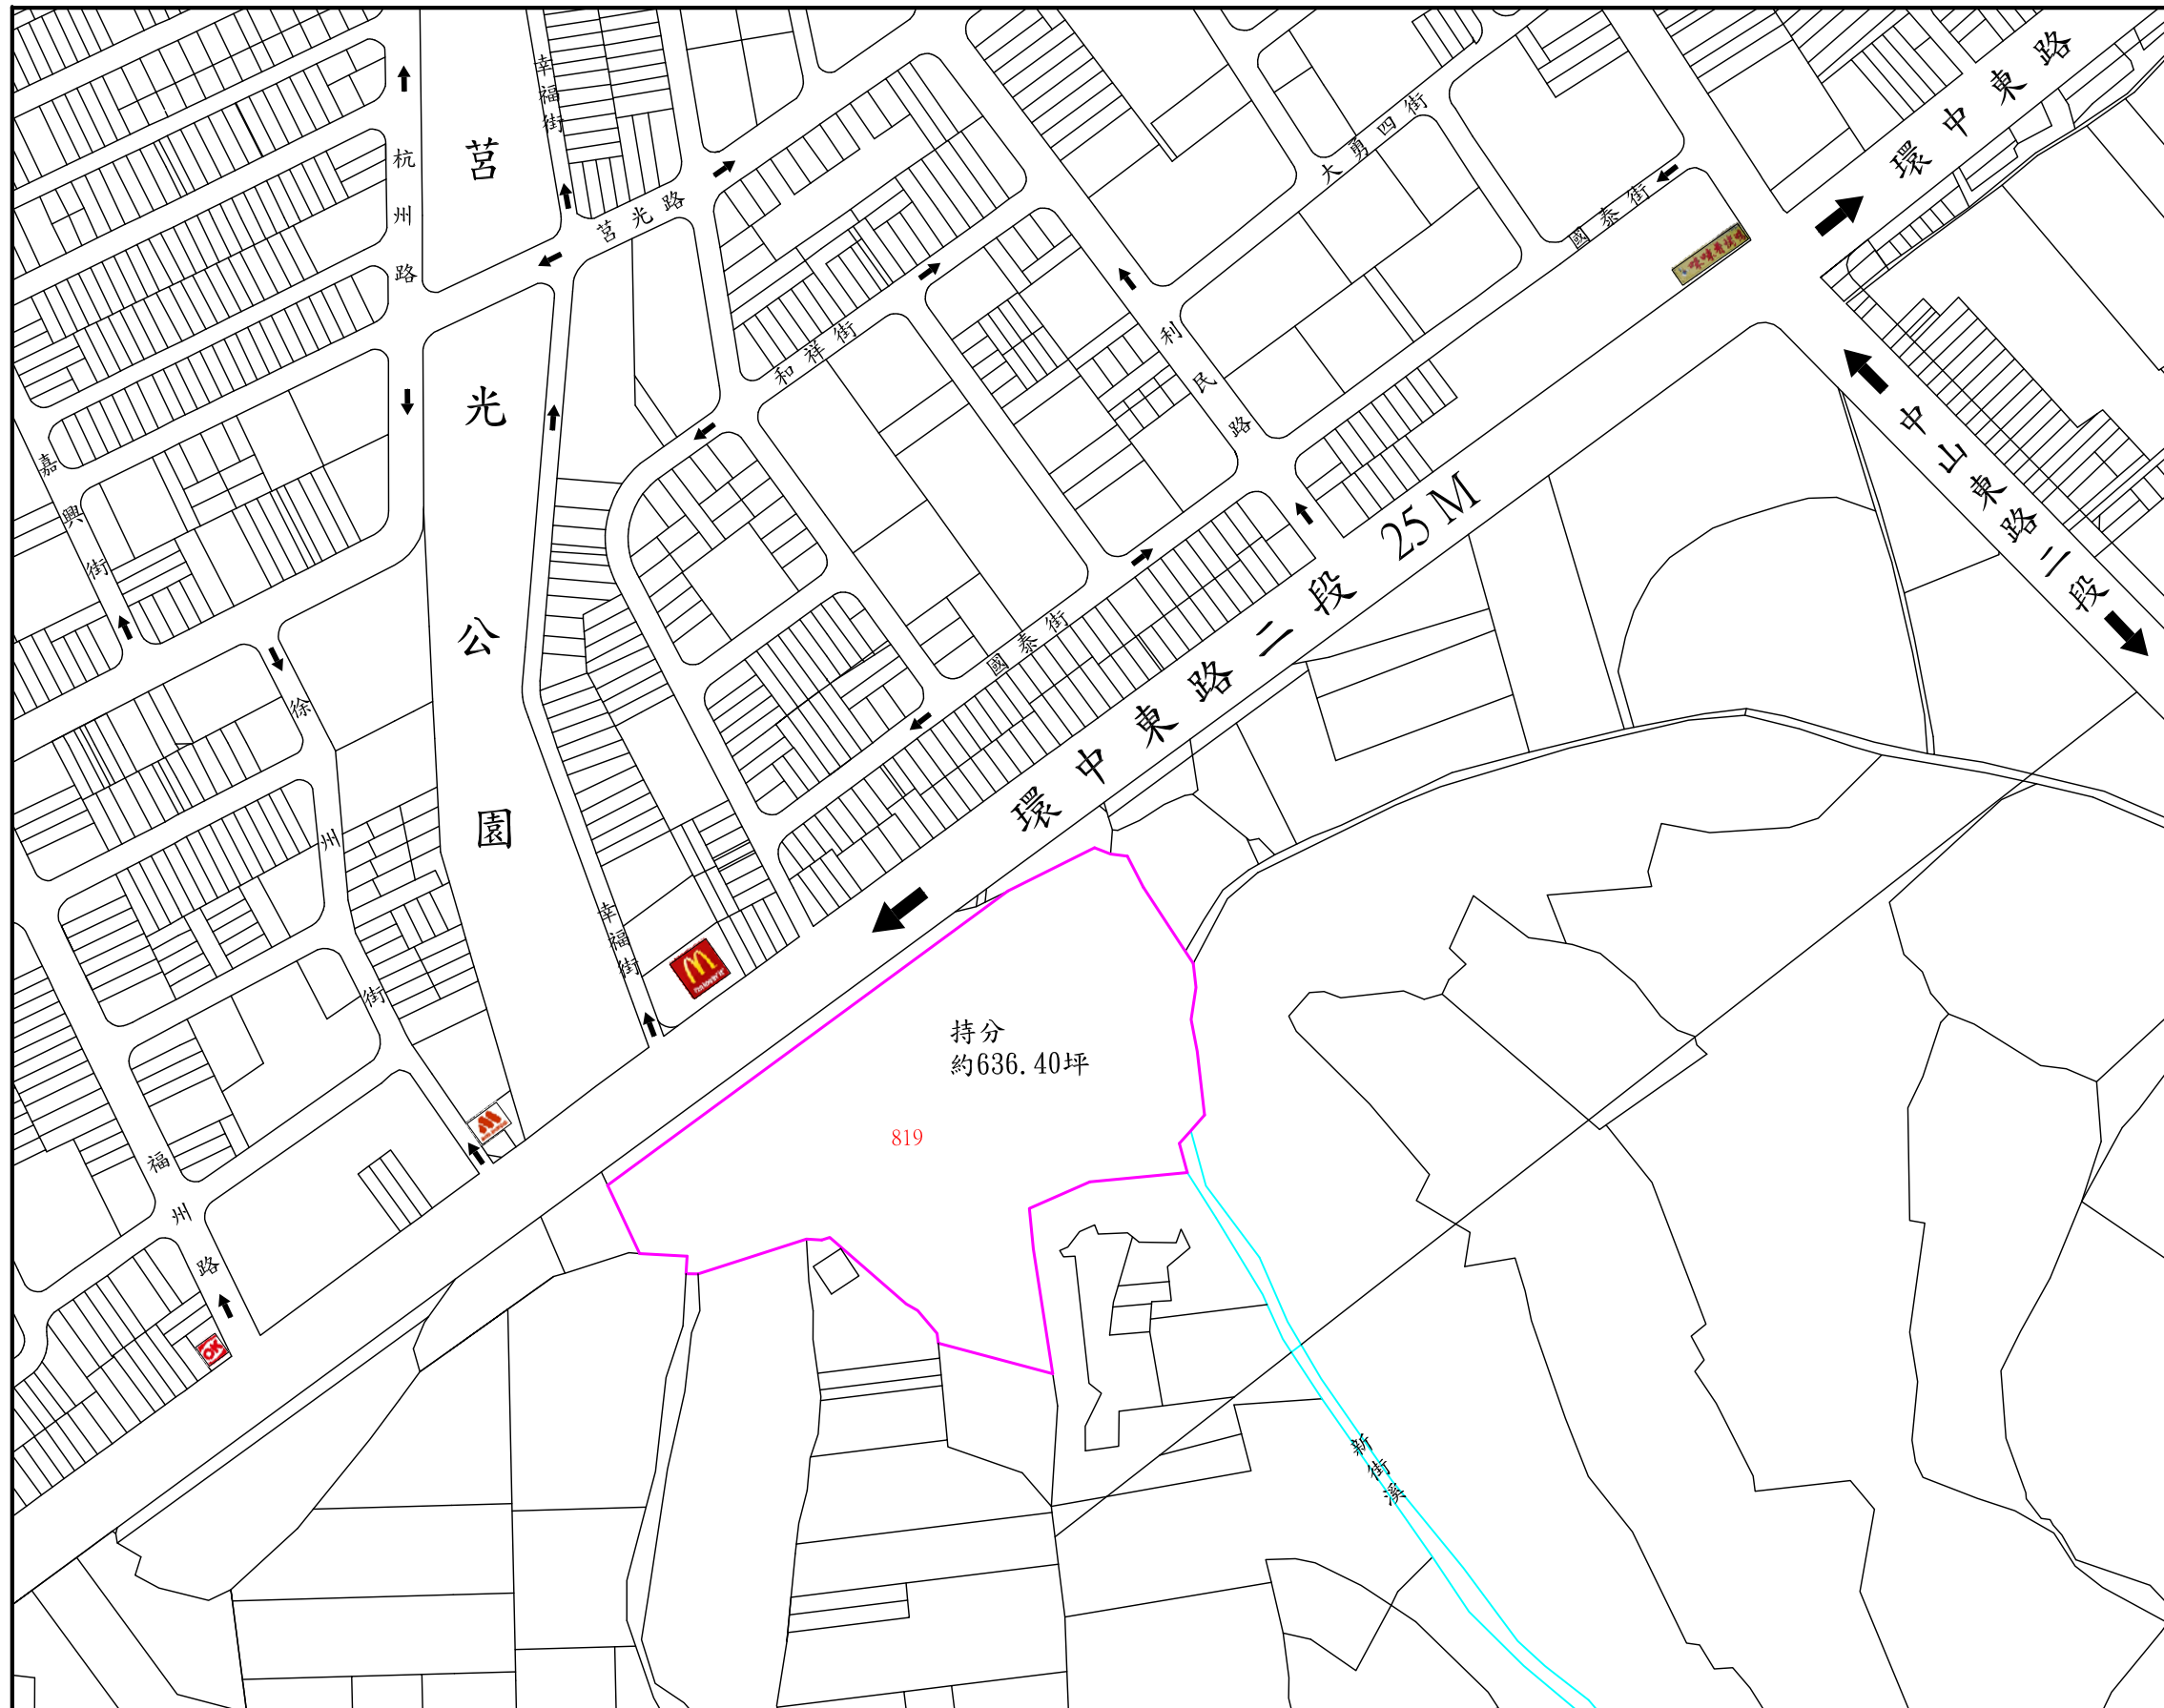 幸福街
莒光公園
杭州路
莒光路
大勇四街
國泰街
環中東路
和祥街
利民路
中山東路二段
嘉興街
環中東路二段 25M
國泰街
徐州街
幸福街
持分
約636.40坪
819
福州路
OK
新街溪